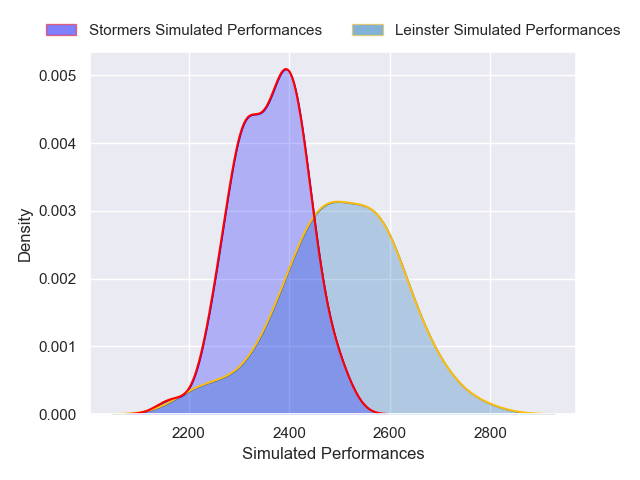 Stormers Simulated Performances Leinster Simulated Performances
0.005
0.004
0.003
0.002
0.001
0.000
Density
2200 2400 2600 2800
Simulated Performances